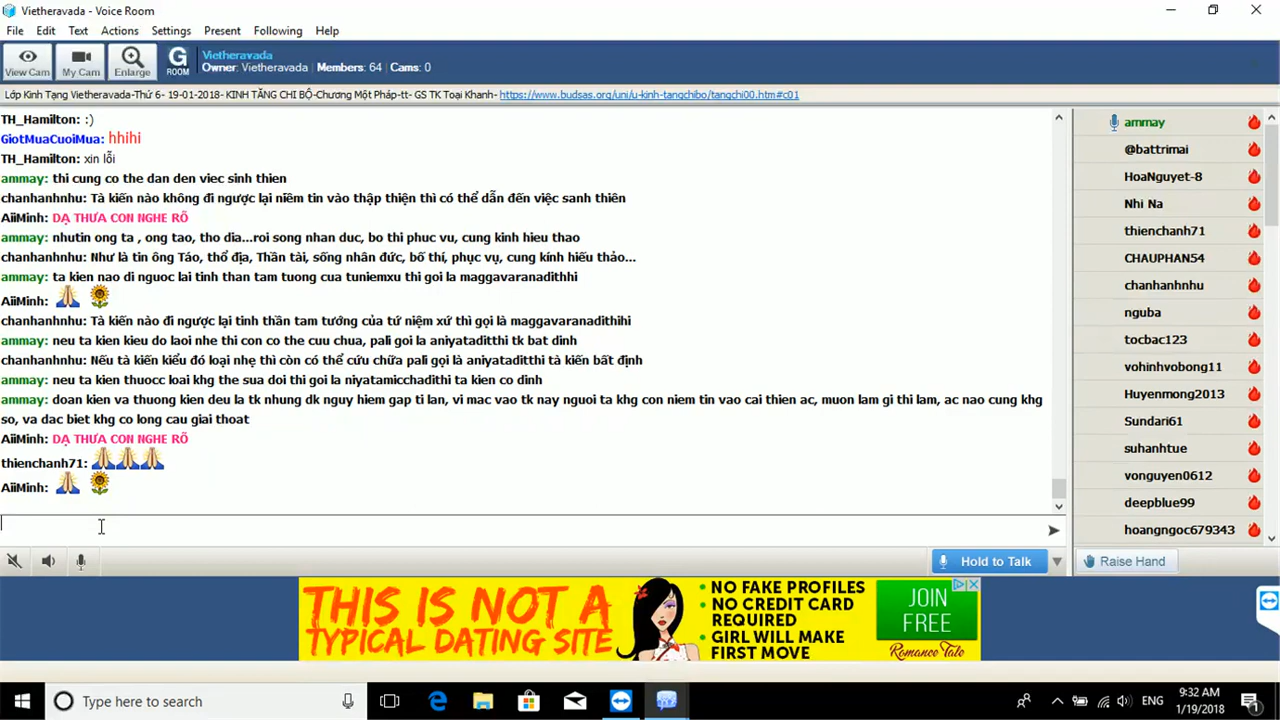 Vietheravada - Voice Room
File Edit Text Actions Settings Present Following Help
View Cam My Cam Enlarge G ROOM
Vietheravada
Owner: Vietheravada | Members: 64 | Cams: 0
Lớp Kinh Tạng Vietheravada-Thứ 6- 19-01-2018- KINH TĂNG CHI BỘ-Chương Một Pháp-tt- GS TK Toại Khanh- https://www.budsas.org/uni/u-kinh-tangchibo/tangchi00.htm#c01
TH_Hamilton: :)
GiotMuaCuoiMua: hhihi
TH_Hamilton: xin lỗi
ammay: thi cung co the dan den viec sinh thien
chanhanhnhu: Tà kiến nào không đi ngược lại niềm tin vào thập thiện thì có thể dẫn đến việc sanh thiên
AiiMinh: DẠ THƯA CON NGHE RÕ
ammay: nhutin ong ta , ong tao, tho dia...roi song nhan duc, bo thi phuc vu, cung kinh hieu thao
chanhanhnhu: Như là tin ông Táo, thổ địa, Thần tài, sống nhân đức, bố thí, phục vụ, cung kính hiếu thảo...
ammay: ta kien nao di nguoc lai tinh than tam tuong cua tuniemxu thi goi la maggavaranadithhi
AiiMinh:
chanhanhnhu: Tà kiến nào đi ngược lại tinh thần tam tướng của tứ niệm xứ thì gọi là maggavaranadithihi
ammay: neu ta kien kieu do laoi nhe thi con co the cuu chua, pali goi la aniyataditthi tk bat dinh
chanhanhnhu: Nếu tà kiến kiểu đó loại nhẹ thì còn có thể cứu chữa pali gọi là aniyataditthi tà kiến bất định
ammay: neu ta kien thuocc loai khg the sua doi thi goi la niyatamicchadithi ta kien co dinh
ammay: doan kien va thuong kien deu la tk nhung dk nguy hiem gap ti lan, vi mac vao tk nay nguoi ta khg con niem tin vao cai thien ac, muon lam gi thi lam, ac nao cung khg
so, va dac biet khg co long cau giai thoat
AiiMinh: DẠ THƯA CON NGHE RÕ
thienchanh71:
AiiMinh:
ammay
@battrimai
HoaNguyet-8
Nhi Na
thienchanh71
CHAUPHAN54
chanhanhnhu
nguba
tocbac123
vohinhvobong11
Huyenmong2013
Sundari61
suhanhtue
vonguyen0612
deepblue99
hoangngoc679343
Hold to Talk
Raise Hand
THIS IS NOT A
TYPICAL DATING SITE
• NO FAKE PROFILES
• NO CREDIT CARD
REQUIRED
• GIRL WILL MAKE
FIRST MOVE
JOIN
FREE
Romance Tale
Type here to search
ENG
9:32 AM
1/19/2018
1